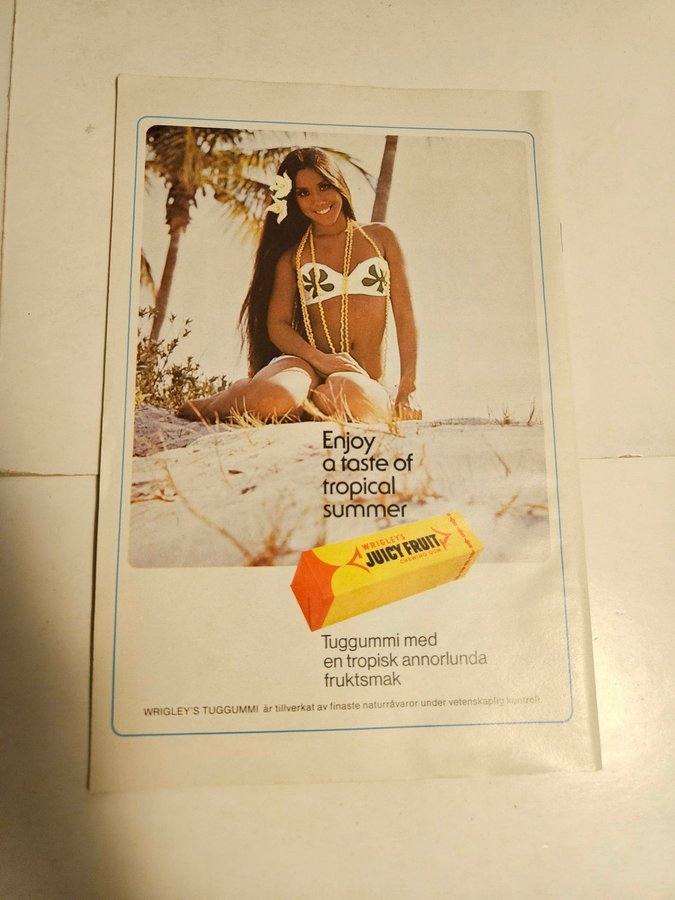 Enjoy
a taste of
tropical
summer
WRIGLEY'S
JUICY FRUIT
CHEWING GUM
Tuggummi med
en tropisk annorlunda
fruktsmak
WRIGLEY'S TUGGUMMI är tillverkat av finaste naturråvaror under vetenskaplig kontroll.